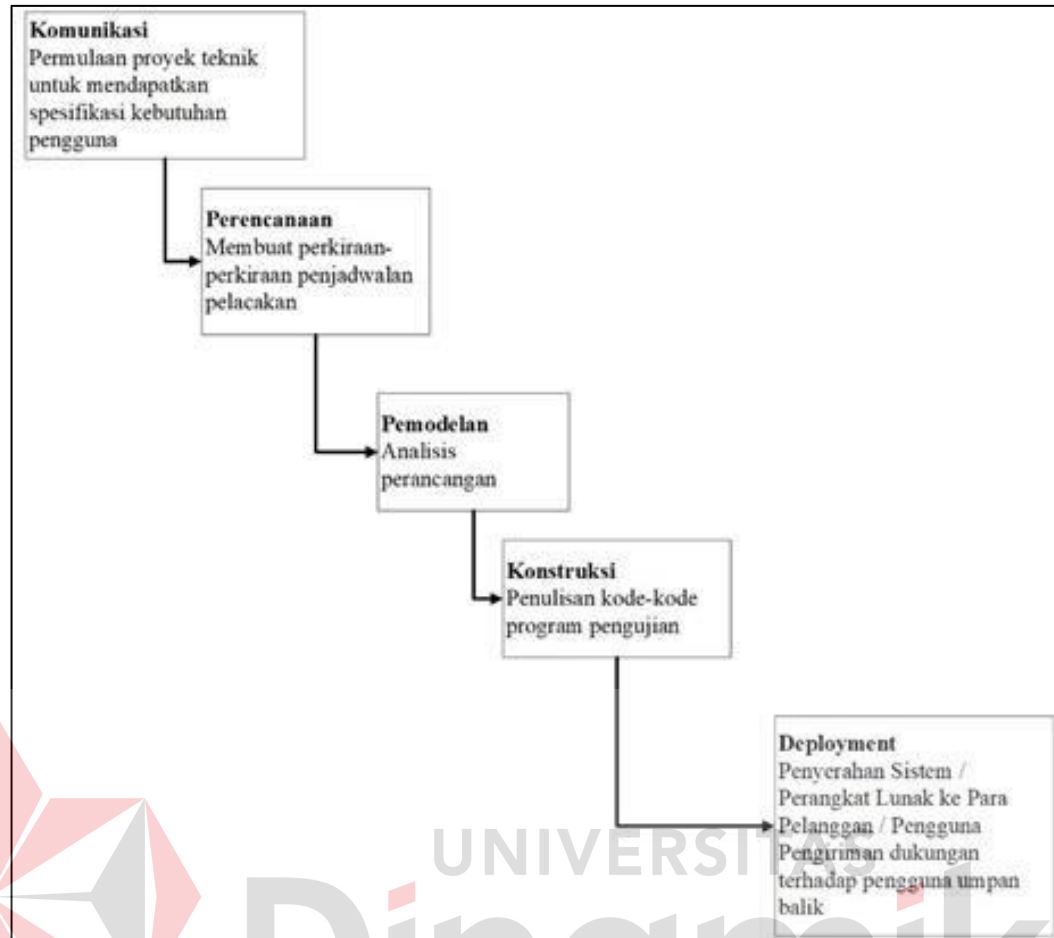 Komunikasi
Permulaan proyek teknik
untuk mendapatkan
spesifikasi kebutuhan
pengguna
Perencanaan
Membuat perkiraan-
perkiraan penjadwalan
pelacakan
Pemodelan
Analisis
perancangan
Konstruksi
Penulisan kode-kode
program pengujian
Deployment
Penyerahan Sistem /
Perangkat Lunak ke Para
Pelanggan / Pengguna
Pengiriman dukungan
terhadap pengguna umpan
balik
UNIVERSITAS